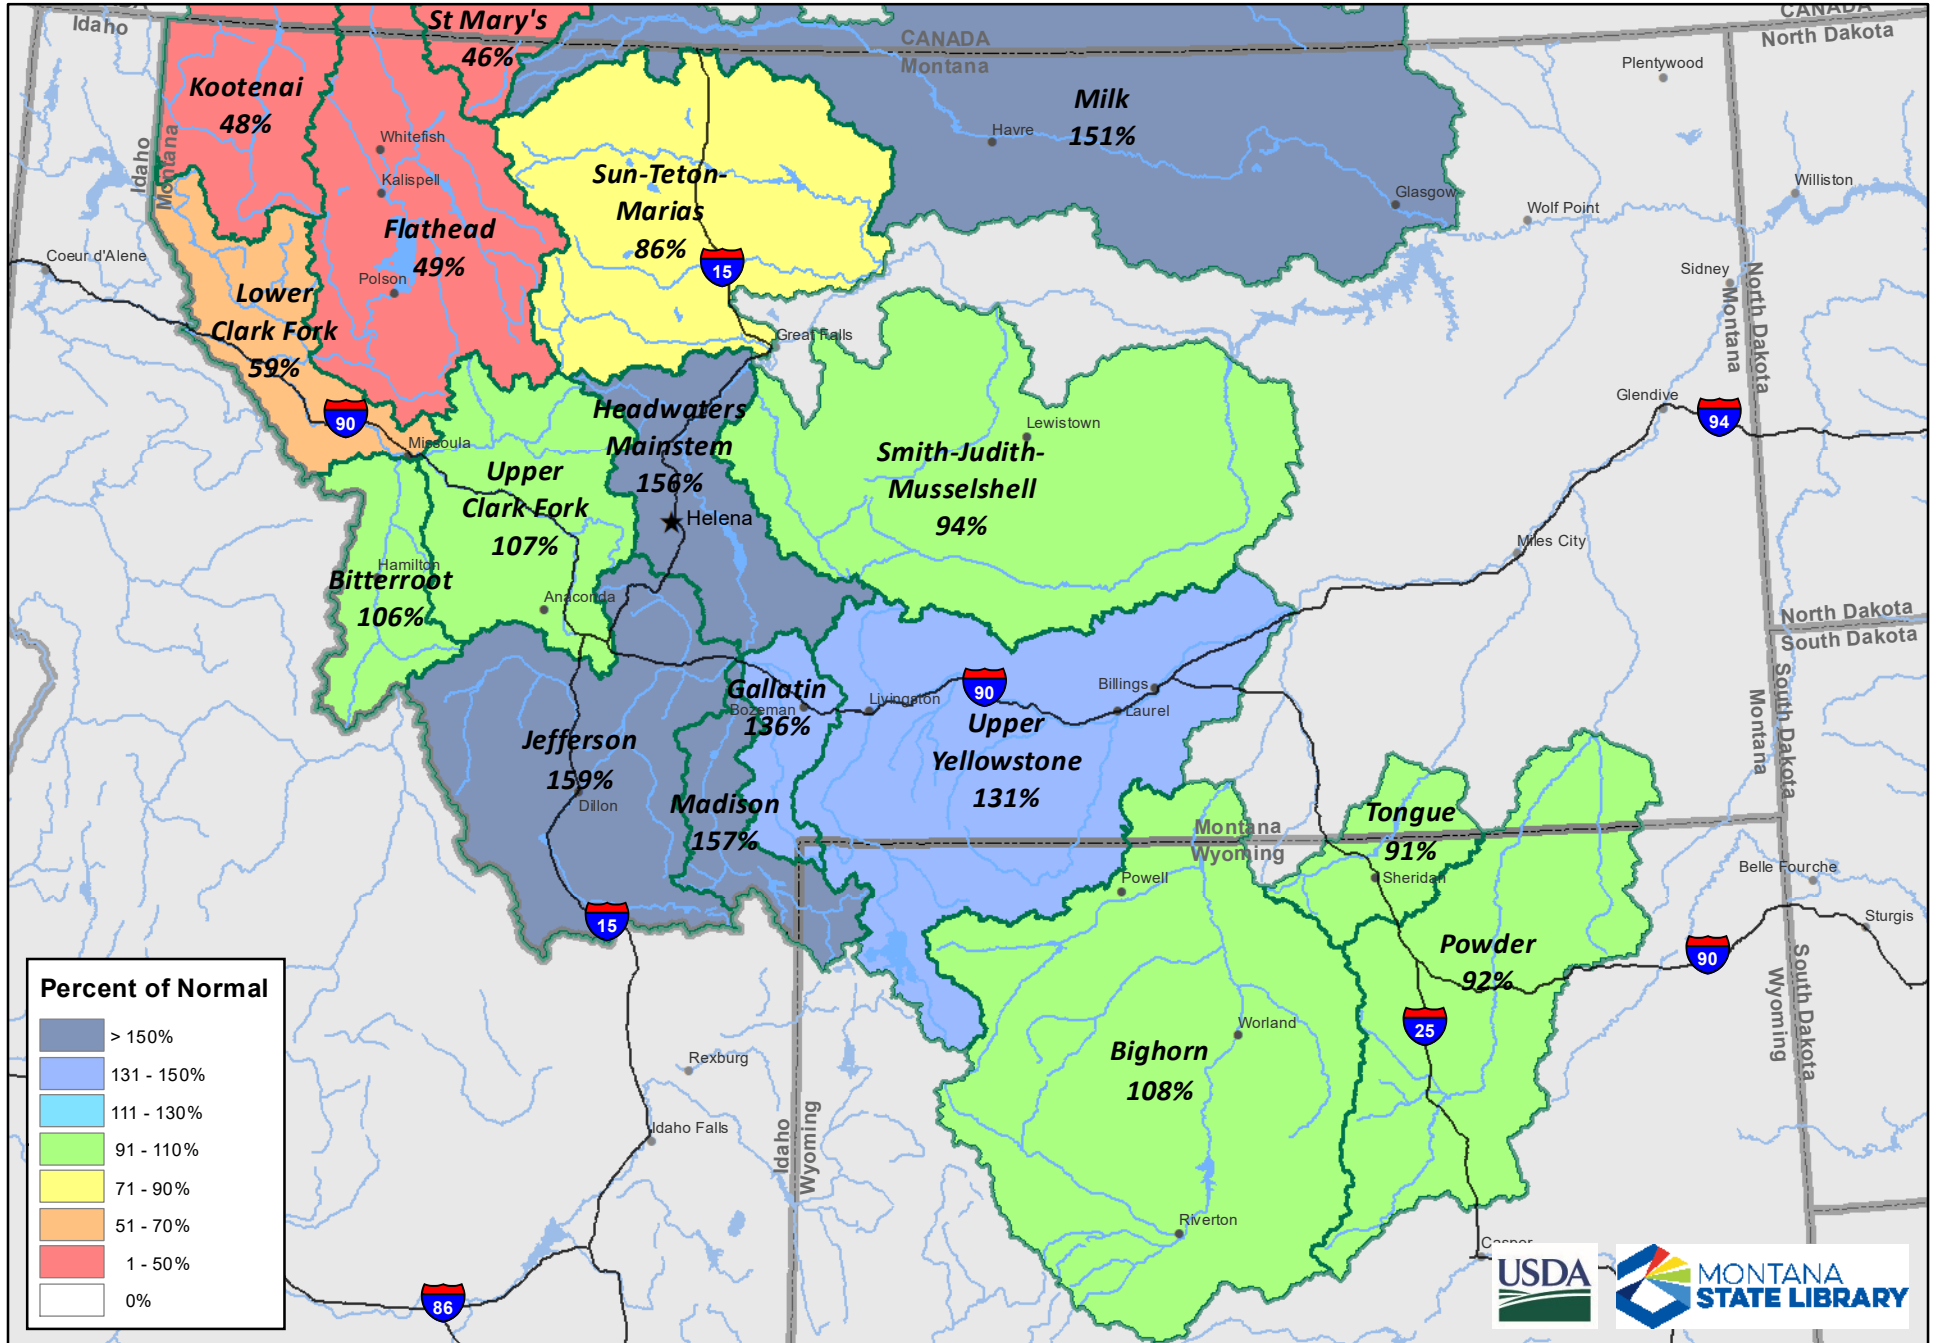 CANADA
Idaho
St Mary's
46%
CANADA
Montana
CANADA
North Dakota
Kootenai
48%
Idaho
Montana
Whitefish
Kalispell
Flathead
49%
Polson
Sun-Teton-
Marias
86%
15
Milk
151%
Havre
Glasgow
Plentywood
Williston
Wolf Point
Sidney
Montana
North Dakota
Coeur d'Alene
Lower
Clark Fork
59%
90
Missoula
Great Falls
Headwaters
Mainstem
156%
Helena
Upper
Clark Fork
107%
Lewistown
Smith-Judith-
Musselshell
94%
Glendive
94
Miles City
Hamilton
Bitterroot
106%
Anaconda
North Dakota
South Dakota
Gallatin
Bozeman
136%
Livingston
90
Billings
Laurel
Upper
Yellowstone
131%
Montana
South Dakota
Jefferson
159%
Dillon
Madison
157%
Tongue
91%
Montana
Wyoming
Powell
Sheridan
Belle Fourche
Sturgis
15
Powder
92%
90
Wyoming
South Dakota
25
Worland
Bighorn
108%
Rexburg
Idaho Falls
Idaho
Wyoming
Riverton
Casper
86
Percent of Normal
> 150%
131 - 150%
111 - 130%
91 - 110%
71 - 90%
51 - 70%
1 - 50%
0%
USDA
MONTANA
STATE LIBRARY